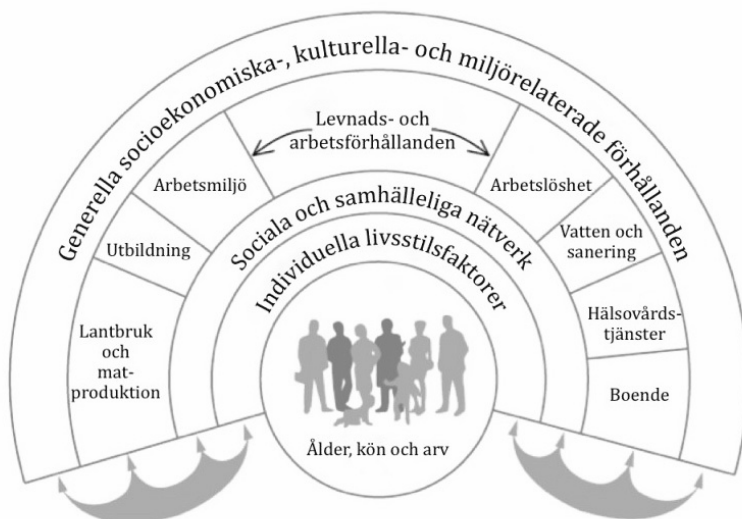 Generella socioekonomiska-, kulturella- och miljörelaterade förhållanden
Levnads- och
arbetsförhållanden
Arbetsmiljö
Arbetslöshet
Utbildning
Vatten och
sanering
Lantbruk
och
mat-
produktion
Hälsovårds-
tjänster
Boende
Sociala och samhälleliga nätverk
Individuella livsstilsfaktorer
Ålder, kön och arv